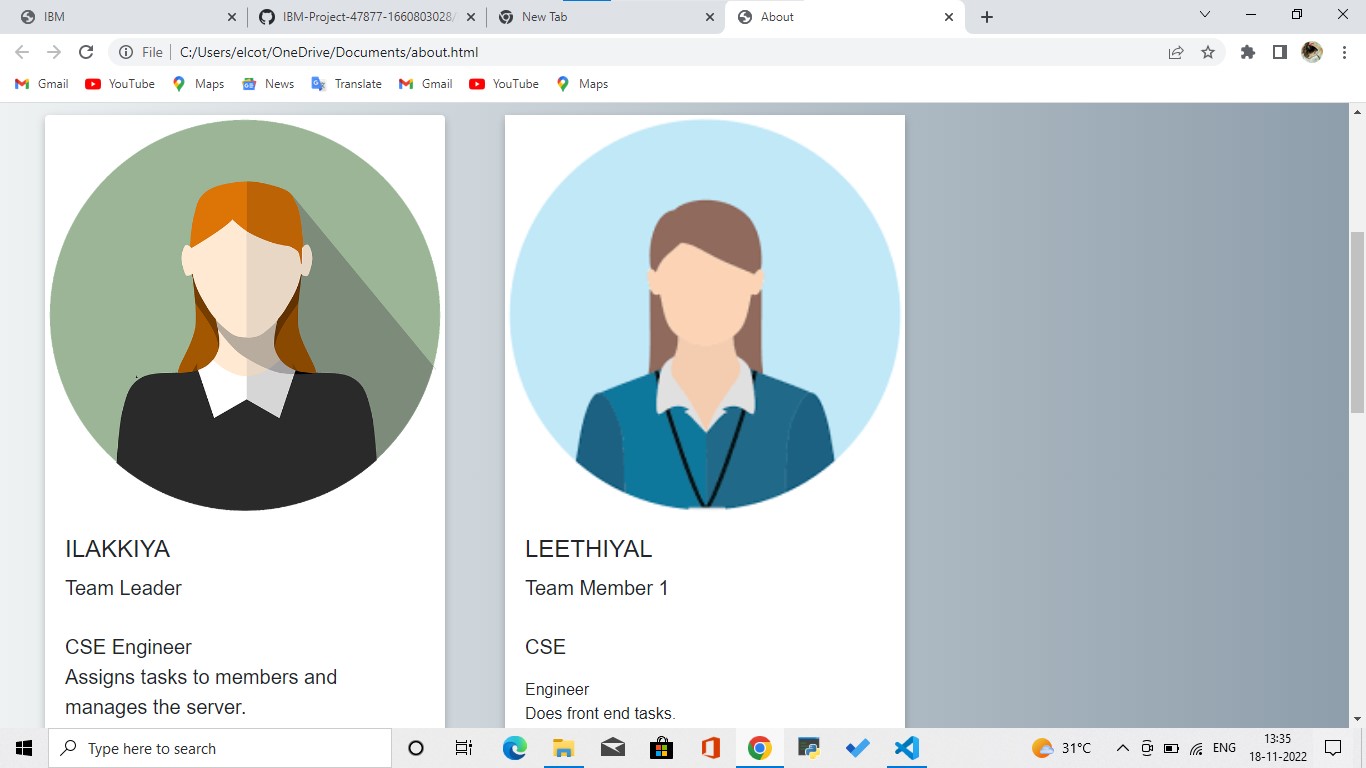 IBM
IBM-Project-47877-1660803028/
New Tab
About
File
C:/Users/elcot/OneDrive/Documents/about.html
Gmail
YouTube
Maps
News
Translate
Gmail
YouTube
Maps
ILAKKIYA
Team Leader
CSE Engineer
Assigns tasks to members and
manages the server.
LEETHIYAL
Team Member 1
CSE
Engineer
Does front end tasks.
Type here to search
31°C
ENG
13:35
18-11-2022